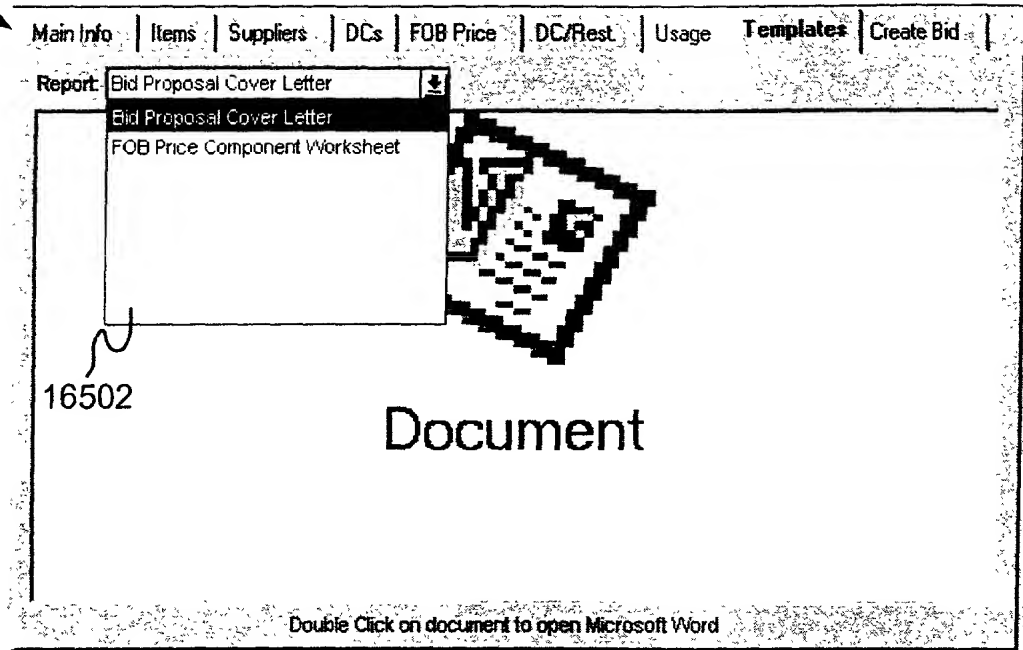 Main Info Items Suppliers DCs FOB Price DC/Rest. Usage Templates Create Bid
Report: Bid Proposal Cover Letter
Bid Proposal Cover Letter
FOB Price Component Worksheet
16502
Document
Double Click on document to open Microsoft Word